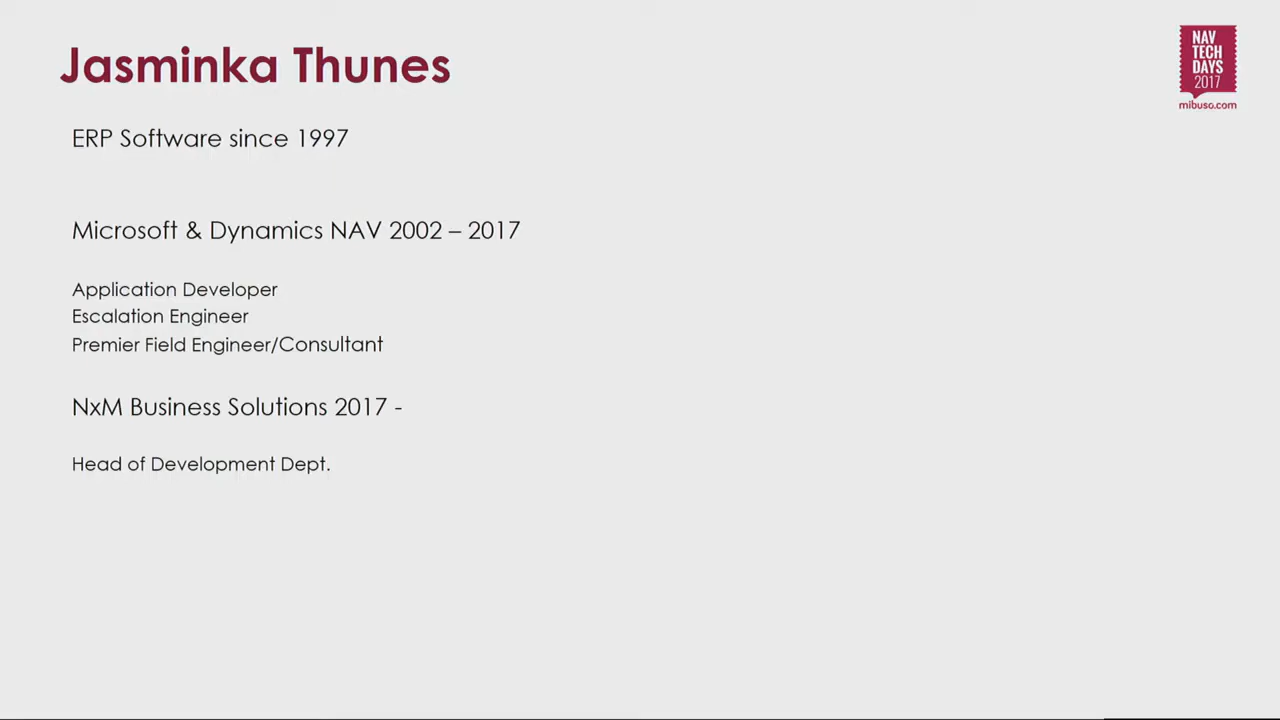 Jasminka Thunes
NAV
TECH
DAYS
2017
mibuso.com
ERP Software since 1997
Microsoft & Dynamics NAV 2002 – 2017
Application Developer
Escalation Engineer
Premier Field Engineer/Consultant
NxM Business Solutions 2017 -
Head of Development Dept.